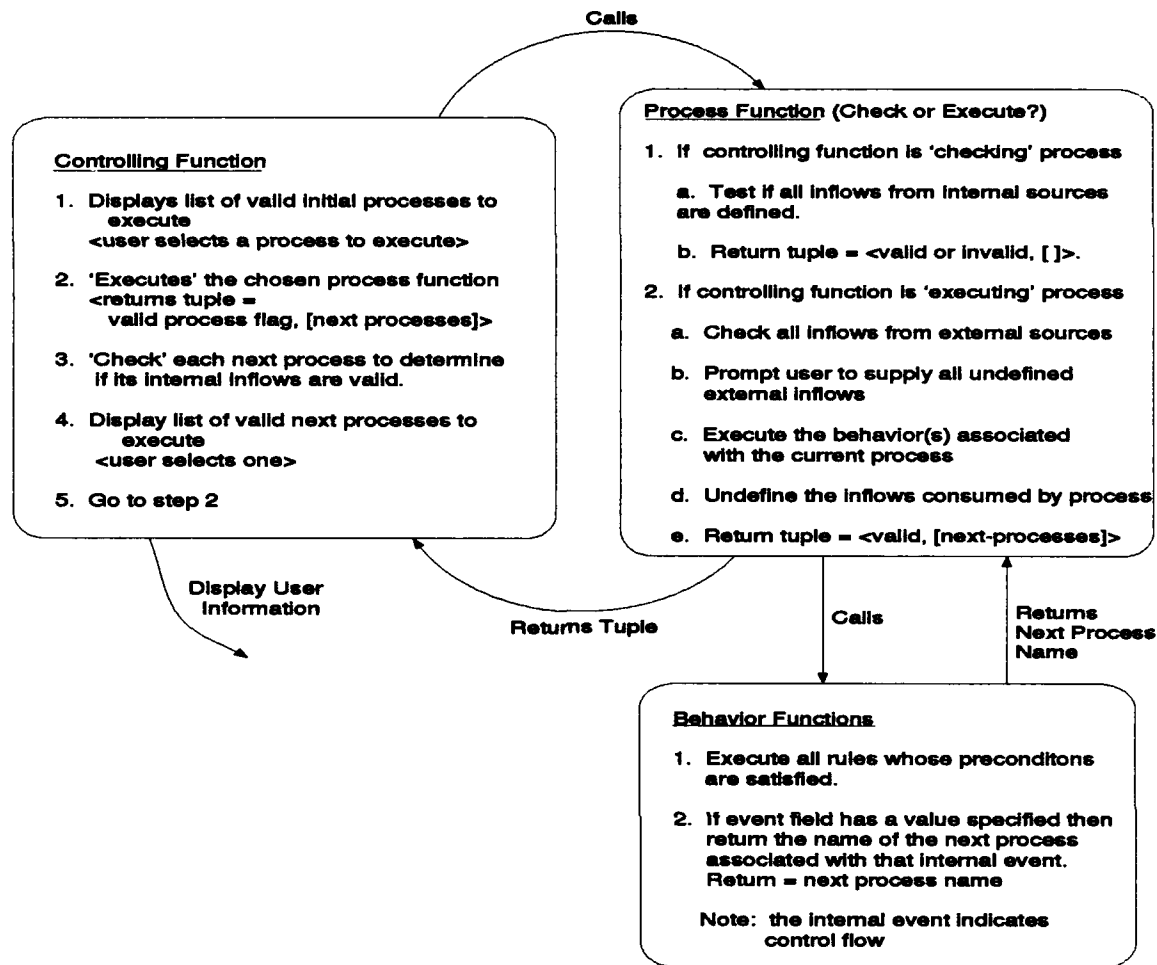 Calls
Controlling Function
1. Displays list of valid initial processes to
execute
<user selects a process to execute>
2. 'Executes' the chosen process function
<returns tuple =
valid process flag, [next processes]>
3. 'Check' each next process to determine
if its internal inflows are valid.
4. Display list of valid next processes to
execute
<user selects one>
5. Go to step 2
Process Function (Check or Execute?)
1. If controlling function is 'checking' process
a. Test if all inflows from internal sources
are defined.
b. Return tuple = <valid or invalid, [ ]>.
2. If controlling function is 'executing' process
a. Check all inflows from external sources
b. Prompt user to supply all undefined
external inflows
c. Execute the behavior(s) associated
with the current process
d. Undefine the inflows consumed by process
e. Return tuple = <valid, [next-processes]>
Display User
Information
Returns Tuple
Calls
Returns
Next Process
Name
Behavior Functions
1. Execute all rules whose preconditons
are satisfied.
2. If event field has a value specified then
return the name of the next process
associated with that internal event.
Return = next process name
Note: the internal event indicates
control flow